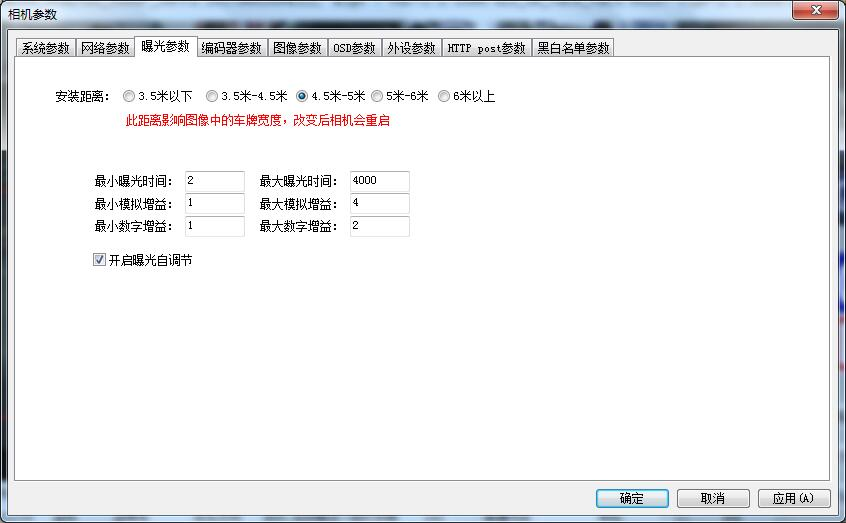 相机参数
系统参数 网络参数 曝光参数 编码器参数 图像参数 OSD参数 外设参数 HTTP post参数 黑白名单参数
安装距离： 3.5米以下 3.5米-4.5米 4.5米-5米 5米-6米 6米以上
此距离影响图像中的车牌宽度，改变后相机会重启
最小曝光时间： 2 最大曝光时间： 4000
最小模拟增益： 1 最大模拟增益： 4
最小数字增益： 1 最大数字增益： 2
开启曝光自调节
确定 取消 应用(A)